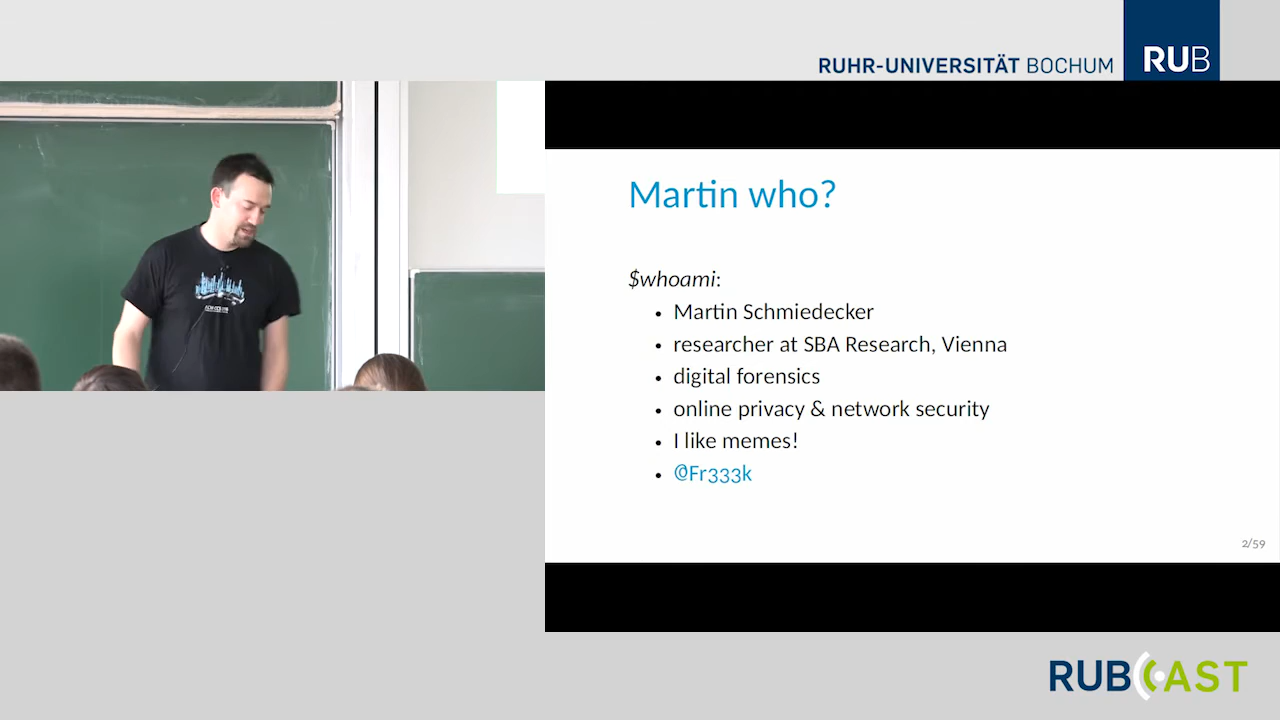 RUHR-UNIVERSITÄT BOCHUM
RUB
Martin who?
$whoami:
• Martin Schmiedecker
• researcher at SBA Research, Vienna
• digital forensics
• online privacy & network security
• I like memes!
• @Fr333k
2/59
RUBCAST